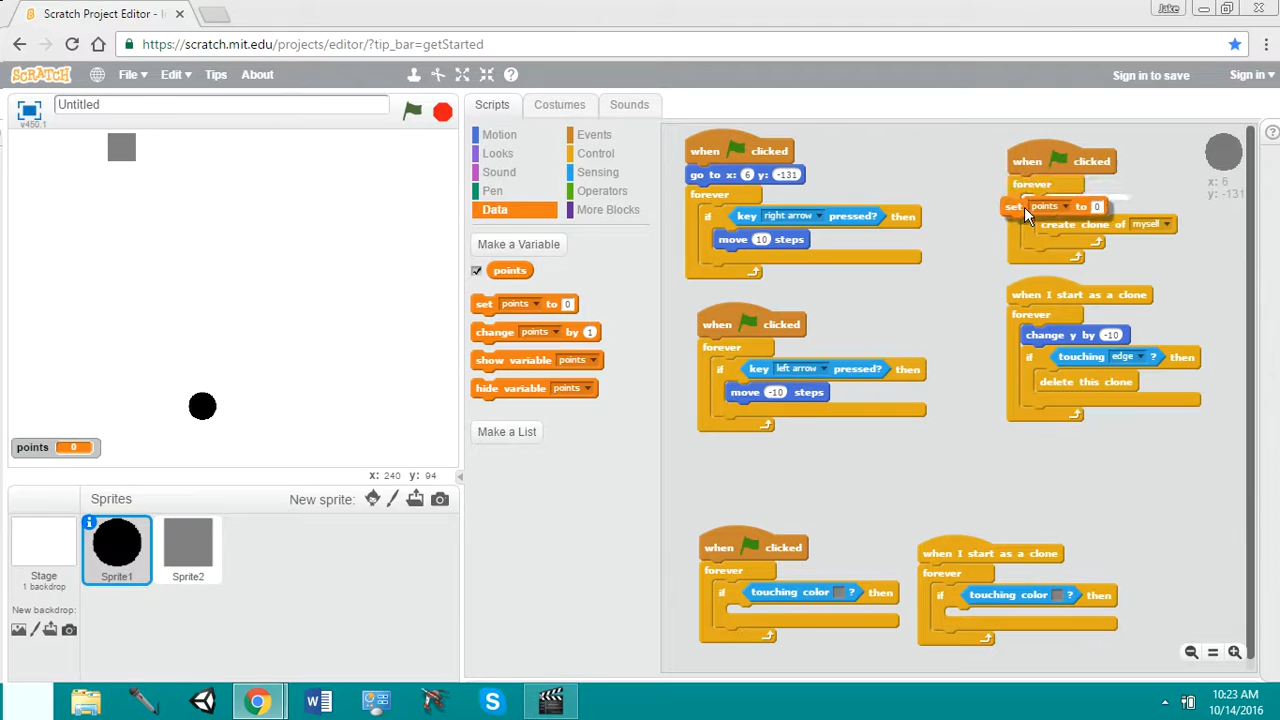 Scratch Project Editor - I
Jake
https://scratch.mit.edu/projects/editor/?tip_bar=getStarted
SCRATCH File Edit Tips About Sign in to save Sign in
v450.1
Untitled
Scripts Costumes Sounds
Motion Events
Looks Control
Sound Sensing
Pen Operators
Data More Blocks
Make a Variable
points
set points to 0
change points by 1
show variable points
hide variable points
Make a List
when clicked
go to x: 6 y: -131
forever
if key right arrow pressed? then
move 10 steps
when clicked
forever
if key left arrow pressed? then
move -10 steps
when clicked
forever
if touching color ? then
when clicked
forever
set points to 0
create clone of myself
when I start as a clone
forever
change y by -10
if touching edge ? then
delete this clone
when I start as a clone
forever
if touching color ? then
x: 6
y: -131
points 0
x: 240 y: 94
Sprites New sprite:
Stage
1 backdrop
New backdrop:
Sprite1
Sprite2
10:23 AM
10/14/2016